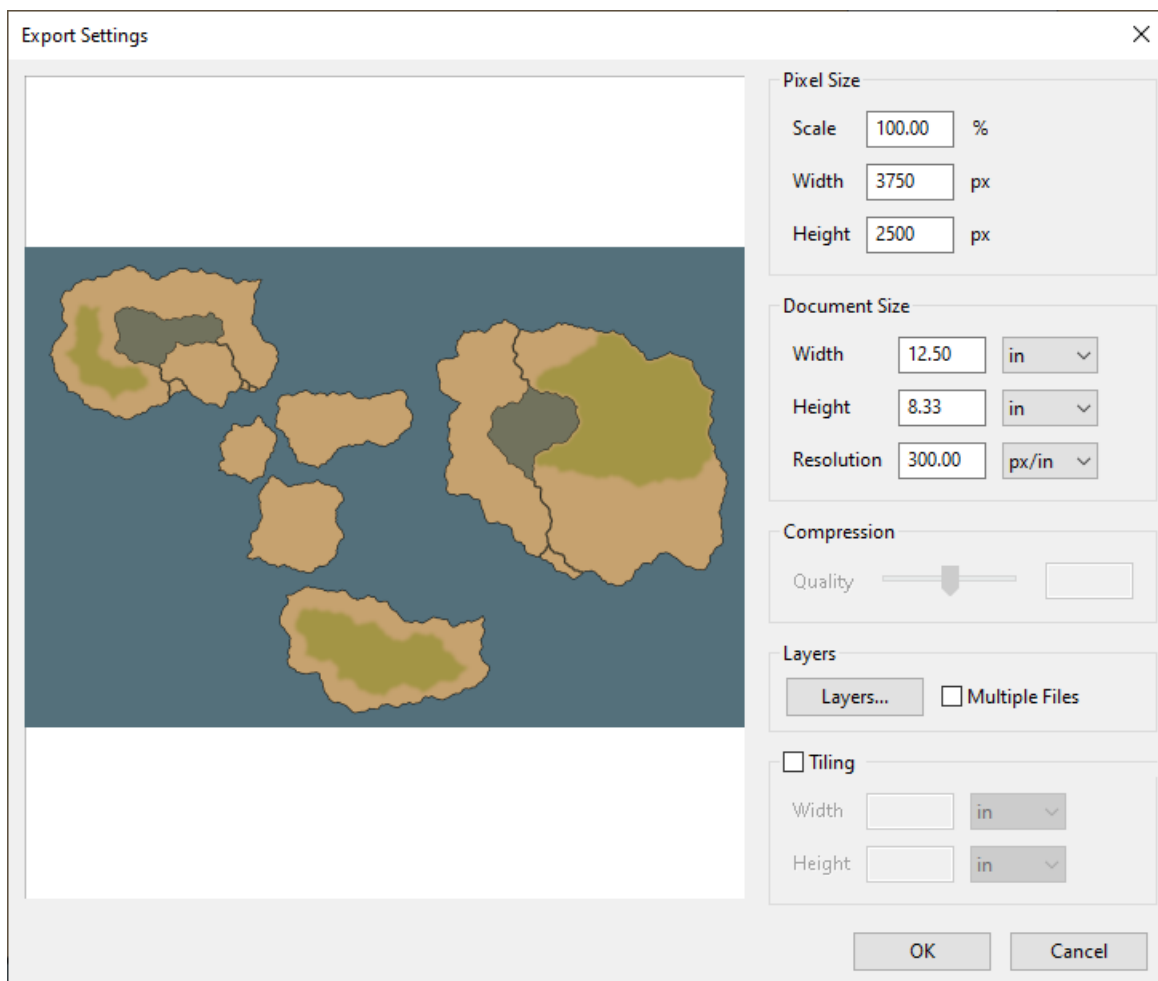 Export Settings
Pixel Size
Scale 100.00 %
Width 3750 px
Height 2500 px
Document Size
Width 12.50 in
Height 8.33 in
Resolution 300.00 px/in
Compression
Quality
Layers
Layers... Multiple Files
Tiling
Width in
Height in
OK Cancel